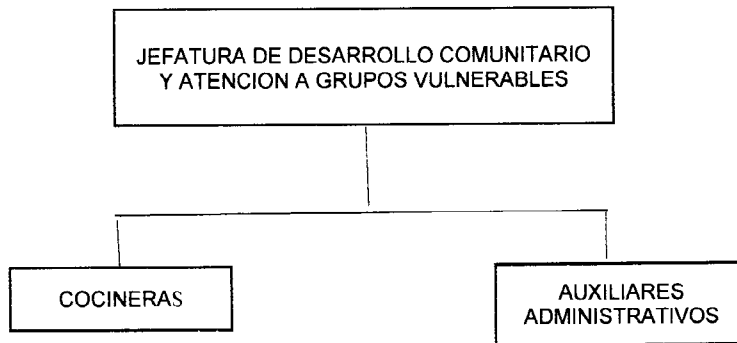 JEFATURA DE DESARROLLO COMUNITARIO
Y ATENCION A GRUPOS VULNERABLES
COCINERAS
AUXILIARES
ADMINISTRATIVOS